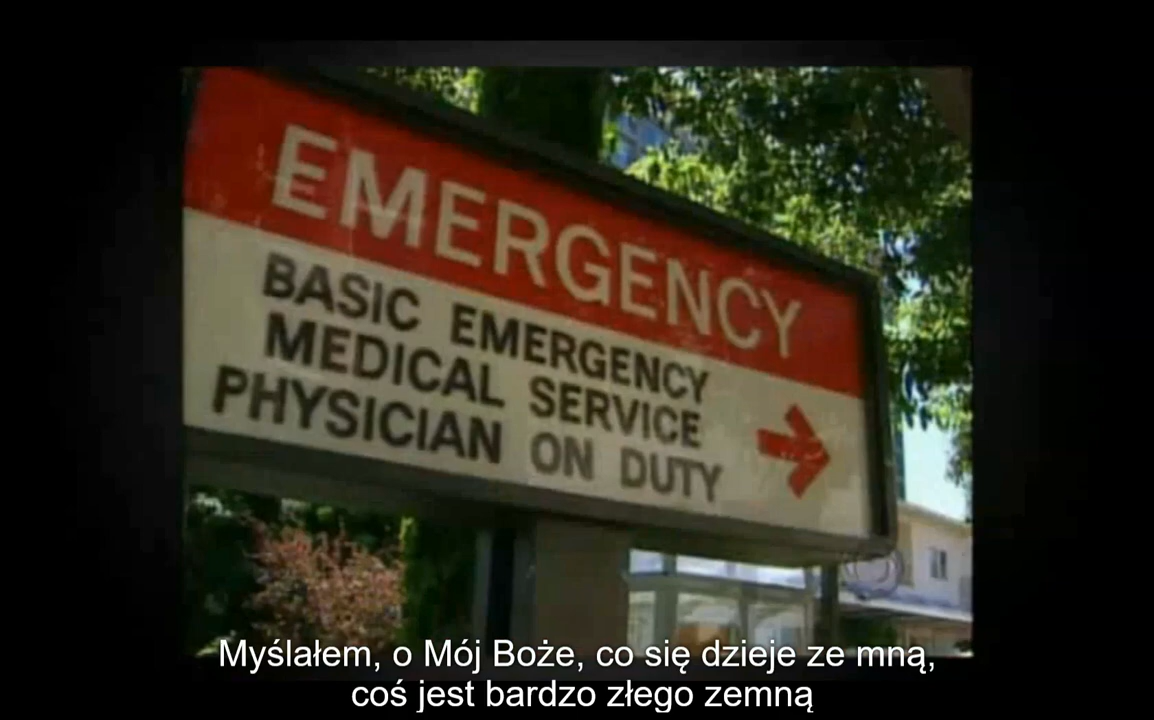 EMERGENCY
BASIC EMERGENCY
MEDICAL SERVICE
PHYSICIAN ON DUTY
Myślałem, o Mój Boże, co się dzieje ze mną,
coś jest bardzo złego zemną